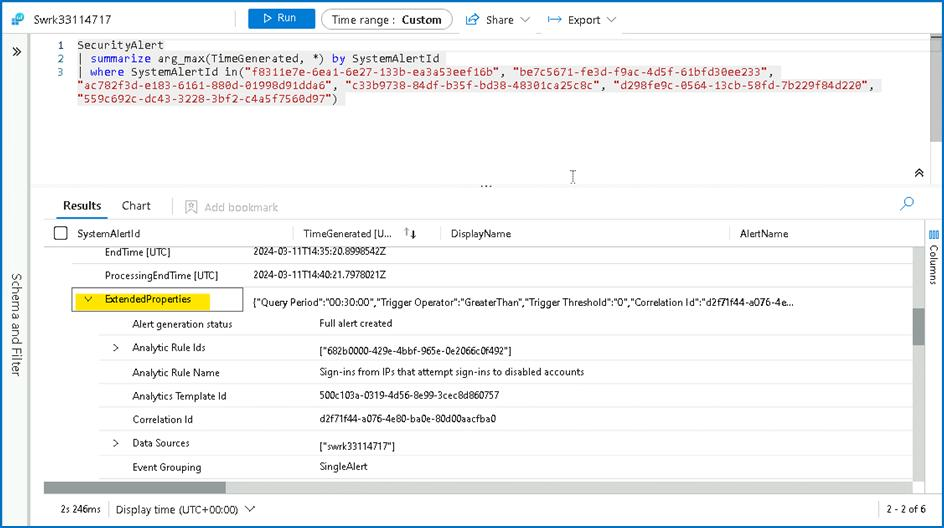 Swrk33114717
Run
Time range : Custom
Share
Export
1 SecurityAlert
2 | summarize arg_max(TimeGenerated, *) by SystemAlertId
3 | where SystemAlertId in("f8311e7e-6ea1-6e27-133b-ea3a53eef16b", "be7c5671-fe3d-f9ac-4d5f-61bfd30ee233",
"ac782f3d-e183-6161-880d-01998d91dda6", "c33b9738-84df-b35f-bd38-48301ca25c8c", "d298fe9c-0564-13cb-58fd-7b229f84d220",
"559c692c-dc43-3228-3bf2-c4a5f7560d97")
...
Results Chart Add bookmark
SystemAlertId TimeGenerated [U... DisplayName AlertName
EndTime [UTC] 2024-03-11T14:35:20.8998542Z
ProcessingEndTime [UTC] 2024-03-11T14:40:21.7978021Z
ExtendedProperties {"Query Period":"00:30:00","Trigger Operator":"GreaterThan","Trigger Threshold":"0","Correlation Id":"d2f71f44-a076-4e...
Alert generation status Full alert created
Analytic Rule Ids ["682b0000-429e-4bbf-965e-0e2066c0f492"]
Analytic Rule Name Sign-ins from IPs that attempt sign-ins to disabled accounts
Analytics Template Id 500c103a-0319-4d56-8e99-3cec8d860757
Correlation Id d2f71f44-a076-4e80-ba0e-80d00aacfba0
Data Sources ["swrk33114717"]
Event Grouping SingleAlert
2s 246ms Display time (UTC+00:00) 2 - 2 of 6
Schema and Filter
Columns